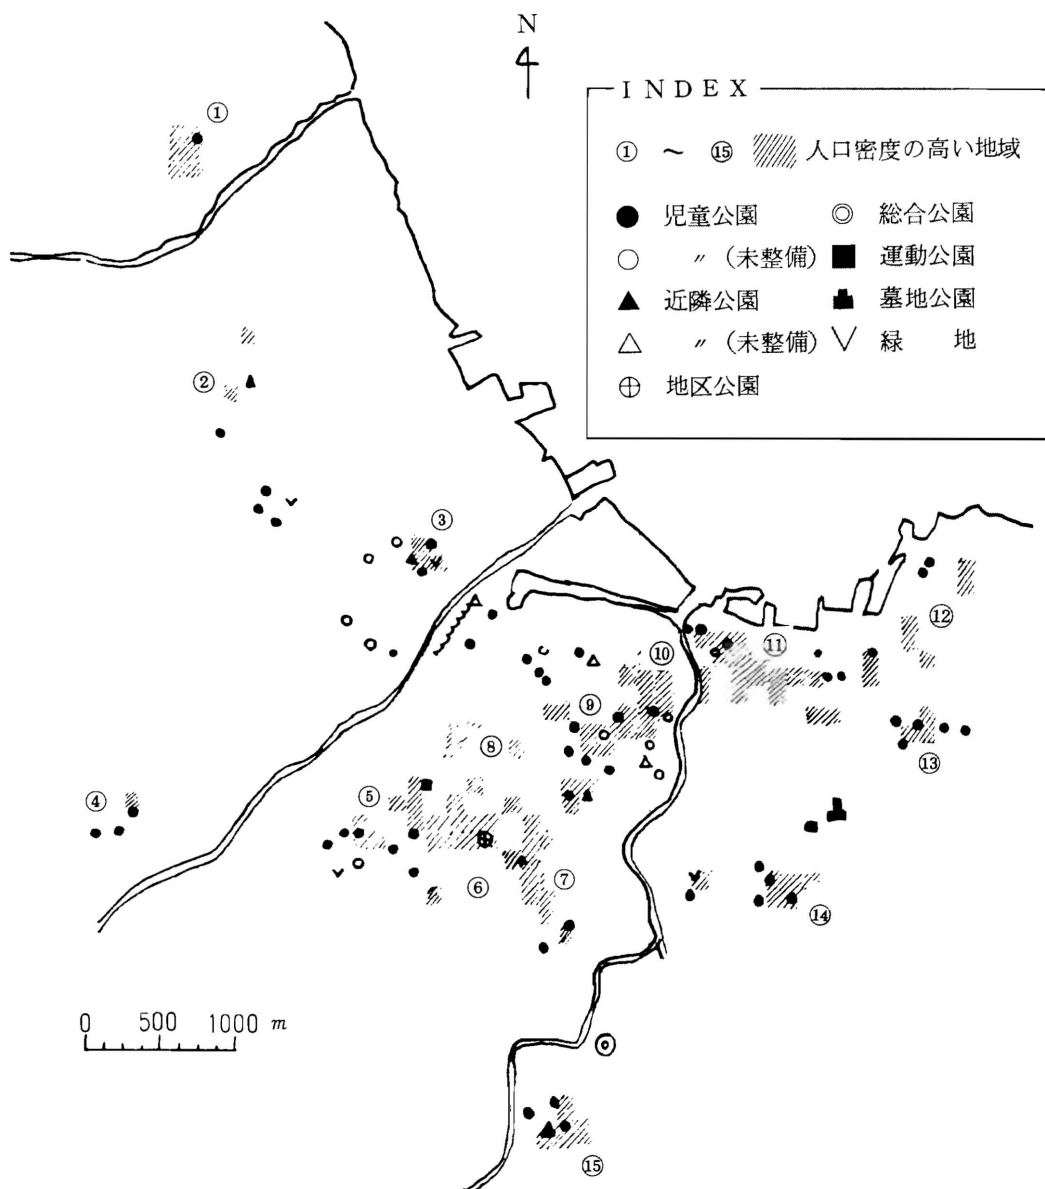 N
INDEX
① ～ ⑮ 人口密度の高い地域
児童公園 ◎ 総合公園
〃 (未整備) 運動公園
近隣公園 墓地公園
〃 (未整備) 緑 地
地区公園
①
②
③
④
⑤
⑥
⑦
⑧
⑨
⑩
⑪
⑫
⑬
⑭
⑮
0 500 1000 m